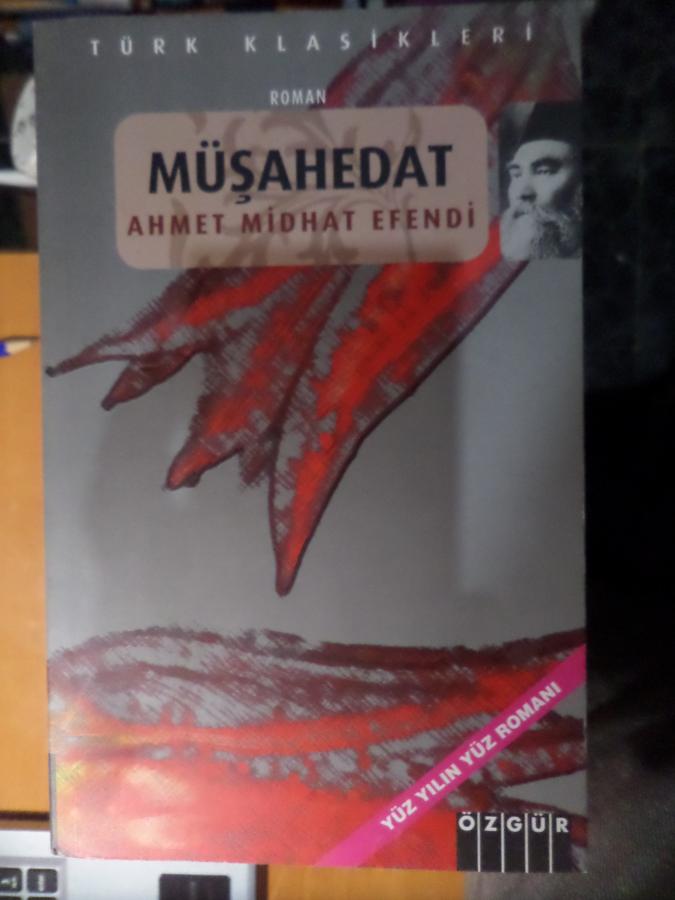 TÜRK KLASİKLERİ
ROMAN
MÜŞAHEDAT
AHMET MİDHAT EFENDİ
YÜZ YILIN YÜZ ROMANI
ÖZGÜR